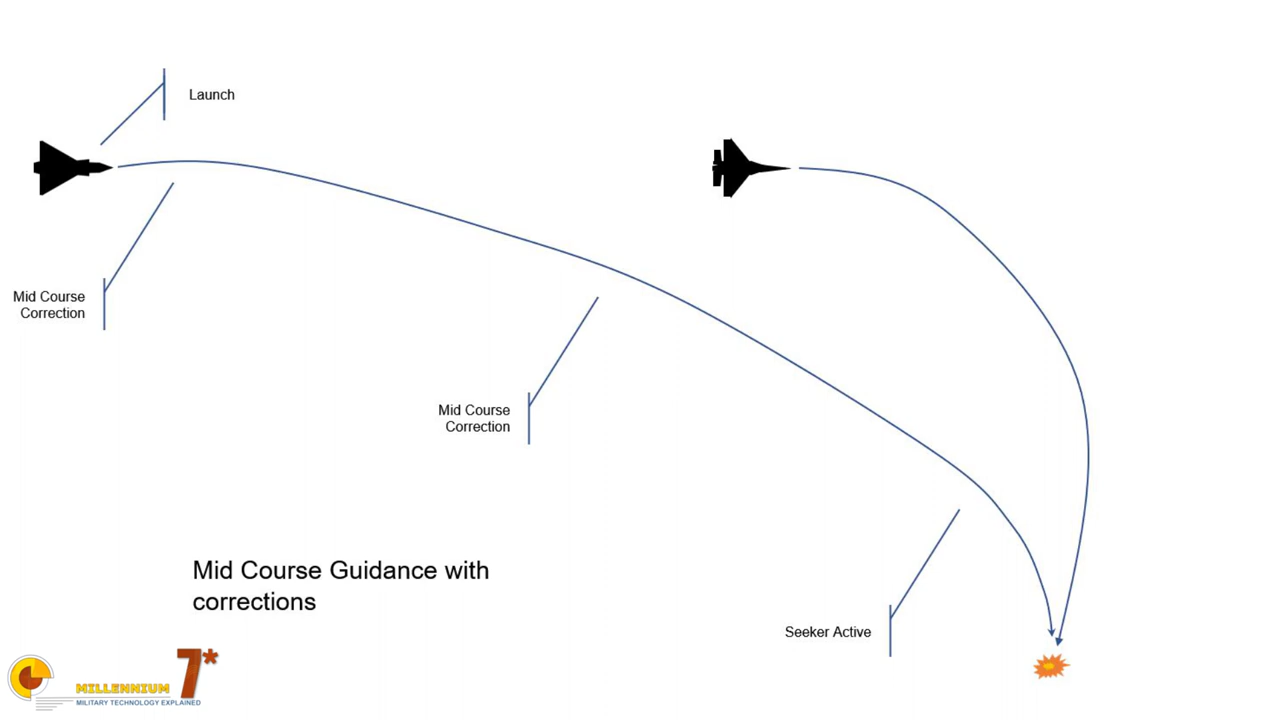 Launch
Mid Course
Correction
Mid Course
Correction
Mid Course Guidance with
corrections
Seeker Active
7*
MILLENNIUM
MILITARY TECHNOLOGY EXPLAINED